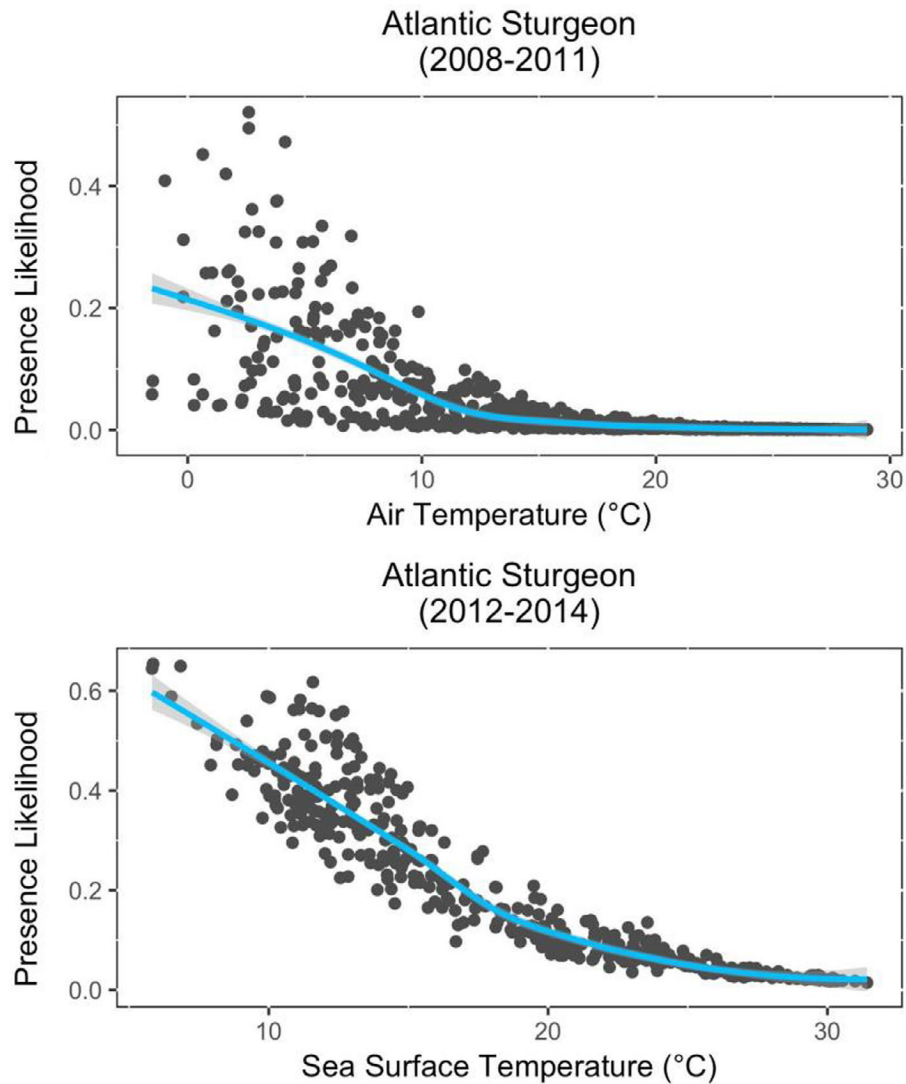 Atlantic Sturgeon
(2008-2011)
Presence Likelihood
0.4
0.2
0.0
0 10 20 30
Air Temperature (°C)
Atlantic Sturgeon
(2012-2014)
Presence Likelihood
0.6
0.4
0.2
0.0
10 20 30
Sea Surface Temperature (°C)